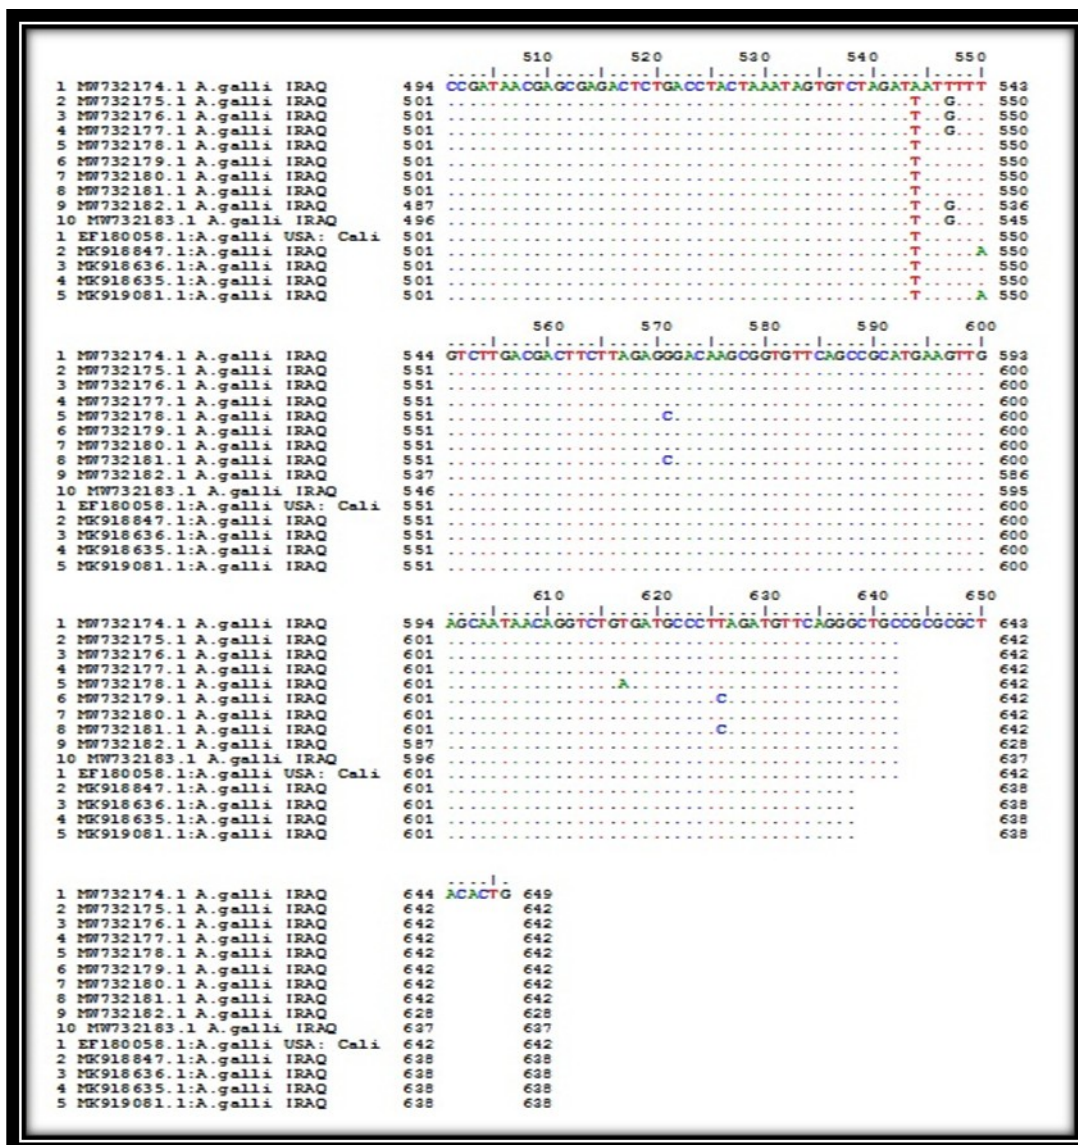 510 520 530 540 550
....|....|....|....|....|....|....|....|....|....|
1 MW732174.1 A.galli IRAQ 494 CCGATAACGAGCGAGACTCTGACCTACTAAATAGTGTCTAGATAATTTTT 543
2 MW732175.1 A.galli IRAQ 501 ...........................................T..G... 550
3 MW732176.1 A.galli IRAQ 501 ...........................................T..G... 550
4 MW732177.1 A.galli IRAQ 501 ...........................................T..G... 550
5 MW732178.1 A.galli IRAQ 501 ...........................................T...... 550
6 MW732179.1 A.galli IRAQ 501 ...........................................T...... 550
7 MW732180.1 A.galli IRAQ 501 ...........................................T...... 550
8 MW732181.1 A.galli IRAQ 501 ...........................................T...... 550
9 MW732182.1 A.galli IRAQ 487 ...........................................T..G... 536
10 MW732183.1 A.galli IRAQ 496 ...........................................T..G... 545
1 EF180058.1:A.galli USA: Cali 501 ...........................................T...... 550
2 MK918847.1:A.galli IRAQ 501 ...........................................T.....A 550
3 MK918636.1:A.galli IRAQ 501 ...........................................T...... 550
4 MK918635.1:A.galli IRAQ 501 ...........................................T...... 550
5 MK919081.1:A.galli IRAQ 501 ...........................................T.....A 550
560 570 580 590 600
....|....|....|....|....|....|....|....|....|....|
1 MW732174.1 A.galli IRAQ 544 GTCTTGACGACTTCTTAGAGGGACAAGCGGTGTTCAGCCGCATGAAGTTG 593
2 MW732175.1 A.galli IRAQ 551 .................................................. 600
3 MW732176.1 A.galli IRAQ 551 .................................................. 600
4 MW732177.1 A.galli IRAQ 551 .................................................. 600
5 MW732178.1 A.galli IRAQ 551 ....................C............................. 600
6 MW732179.1 A.galli IRAQ 551 .................................................. 600
7 MW732180.1 A.galli IRAQ 551 .................................................. 600
8 MW732181.1 A.galli IRAQ 551 ....................C............................. 600
9 MW732182.1 A.galli IRAQ 537 .................................................. 586
10 MW732183.1 A.galli IRAQ 546 .................................................. 595
1 EF180058.1:A.galli USA: Cali 551 .................................................. 600
2 MK918847.1:A.galli IRAQ 551 .................................................. 600
3 MK918636.1:A.galli IRAQ 551 .................................................. 600
4 MK918635.1:A.galli IRAQ 551 .................................................. 600
5 MK919081.1:A.galli IRAQ 551 .................................................. 600
610 620 630 640 650
....|....|....|....|....|....|....|....|....|....|
1 MW732174.1 A.galli IRAQ 594 AGCAATAACAGGTCTGTGATGCCCTTAGATGTTCAGGGCTGCCGCGCGCT 643
2 MW732175.1 A.galli IRAQ 601 .......................................... 642
3 MW732176.1 A.galli IRAQ 601 .......................................... 642
4 MW732177.1 A.galli IRAQ 601 .......................................... 642
5 MW732178.1 A.galli IRAQ 601 ................A......................... 642
6 MW732179.1 A.galli IRAQ 601 .........................C................ 642
7 MW732180.1 A.galli IRAQ 601 .......................................... 642
8 MW732181.1 A.galli IRAQ 601 .........................C................ 642
9 MW732182.1 A.galli IRAQ 587 .......................................... 628
10 MW732183.1 A.galli IRAQ 596 .......................................... 637
1 EF180058.1:A.galli USA: Cali 601 .......................................... 642
2 MK918847.1:A.galli IRAQ 601 ...................................... 638
3 MK918636.1:A.galli IRAQ 601 ...................................... 638
4 MK918635.1:A.galli IRAQ 601 ...................................... 638
5 MK919081.1:A.galli IRAQ 601 ...................................... 638
....|.
1 MW732174.1 A.galli IRAQ 644 ACACTG 649
2 MW732175.1 A.galli IRAQ 642 642
3 MW732176.1 A.galli IRAQ 642 642
4 MW732177.1 A.galli IRAQ 642 642
5 MW732178.1 A.galli IRAQ 642 642
6 MW732179.1 A.galli IRAQ 642 642
7 MW732180.1 A.galli IRAQ 642 642
8 MW732181.1 A.galli IRAQ 642 642
9 MW732182.1 A.galli IRAQ 628 628
10 MW732183.1 A.galli IRAQ 637 637
1 EF180058.1:A.galli USA: Cali 642 642
2 MK918847.1:A.galli IRAQ 638 638
3 MK918636.1:A.galli IRAQ 638 638
4 MK918635.1:A.galli IRAQ 638 638
5 MK919081.1:A.galli IRAQ 638 638